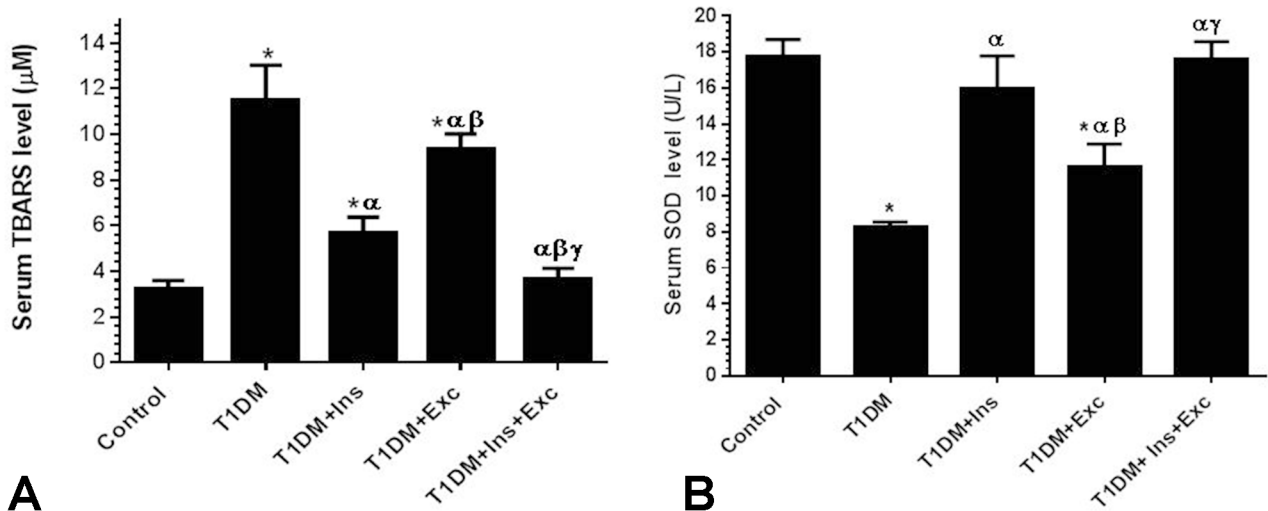 Serum TBARS level (μM)
14
12
10
8
6
4
2
0
*
*α
*αβ
αβγ
Control
T1DM
T1DM+Ins
T1DM+Exc
T1DM+Ins+Exc
A
Serum SOD level (U/L)
20
18
16
14
12
10
8
6
4
2
0
*
α
*αβ
αγ
Control
T1DM
T1DM+Ins
T1DM+Exc
T1DM+ Ins+Exc
B